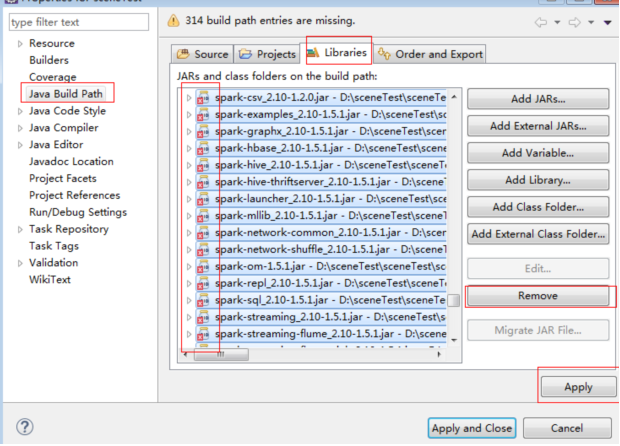 type filter text
Resource
Builders
Coverage
Java Build Path
Java Code Style
Java Compiler
Java Editor
Javadoc Location
Project Facets
Project References
Run/Debug Settings
Task Repository
Task Tags
Validation
WikiText
314 build path entries are missing.
Source Projects Libraries Order and Export
JARs and class folders on the build path:
spark-csv_2.10-1.2.0.jar - D:\sceneTest\sceneTe
spark-examples_2.10-1.5.1.jar - D:\sceneTest\sc
spark-graphx_2.10-1.5.1.jar - D:\sceneTest\scer
spark-hbase_2.10-1.5.1.jar - D:\sceneTest\scene
spark-hive_2.10-1.5.1.jar - D:\sceneTest\sceneTe
spark-hive-thriftserver_2.10-1.5.1.jar - D:\scene
spark-launcher_2.10-1.5.1.jar - D:\sceneTest\sce
spark-mllib_2.10-1.5.1.jar - D:\sceneTest\sceneT
spark-network-common_2.10-1.5.1.jar - D:\scen
spark-network-shuffle_2.10-1.5.1.jar - D:\sceneT
spark-om-1.5.1.jar - D:\sceneTest\sceneTest\sc
spark-repl_2.10-1.5.1.jar - D:\sceneTest\sceneT
spark-sql_2.10-1.5.1.jar - D:\sceneTest\sceneTe
spark-streaming_2.10-1.5.1.jar - D:\sceneTest\s
spark-streaming-flume_2.10-1.5.1.jar - D:\scene
Add JARs...
Add External JARs...
Add Variable...
Add Library...
Add Class Folder...
Add External Class Folder...
Edit...
Remove
Migrate JAR File...
Apply
Apply and Close
Cancel